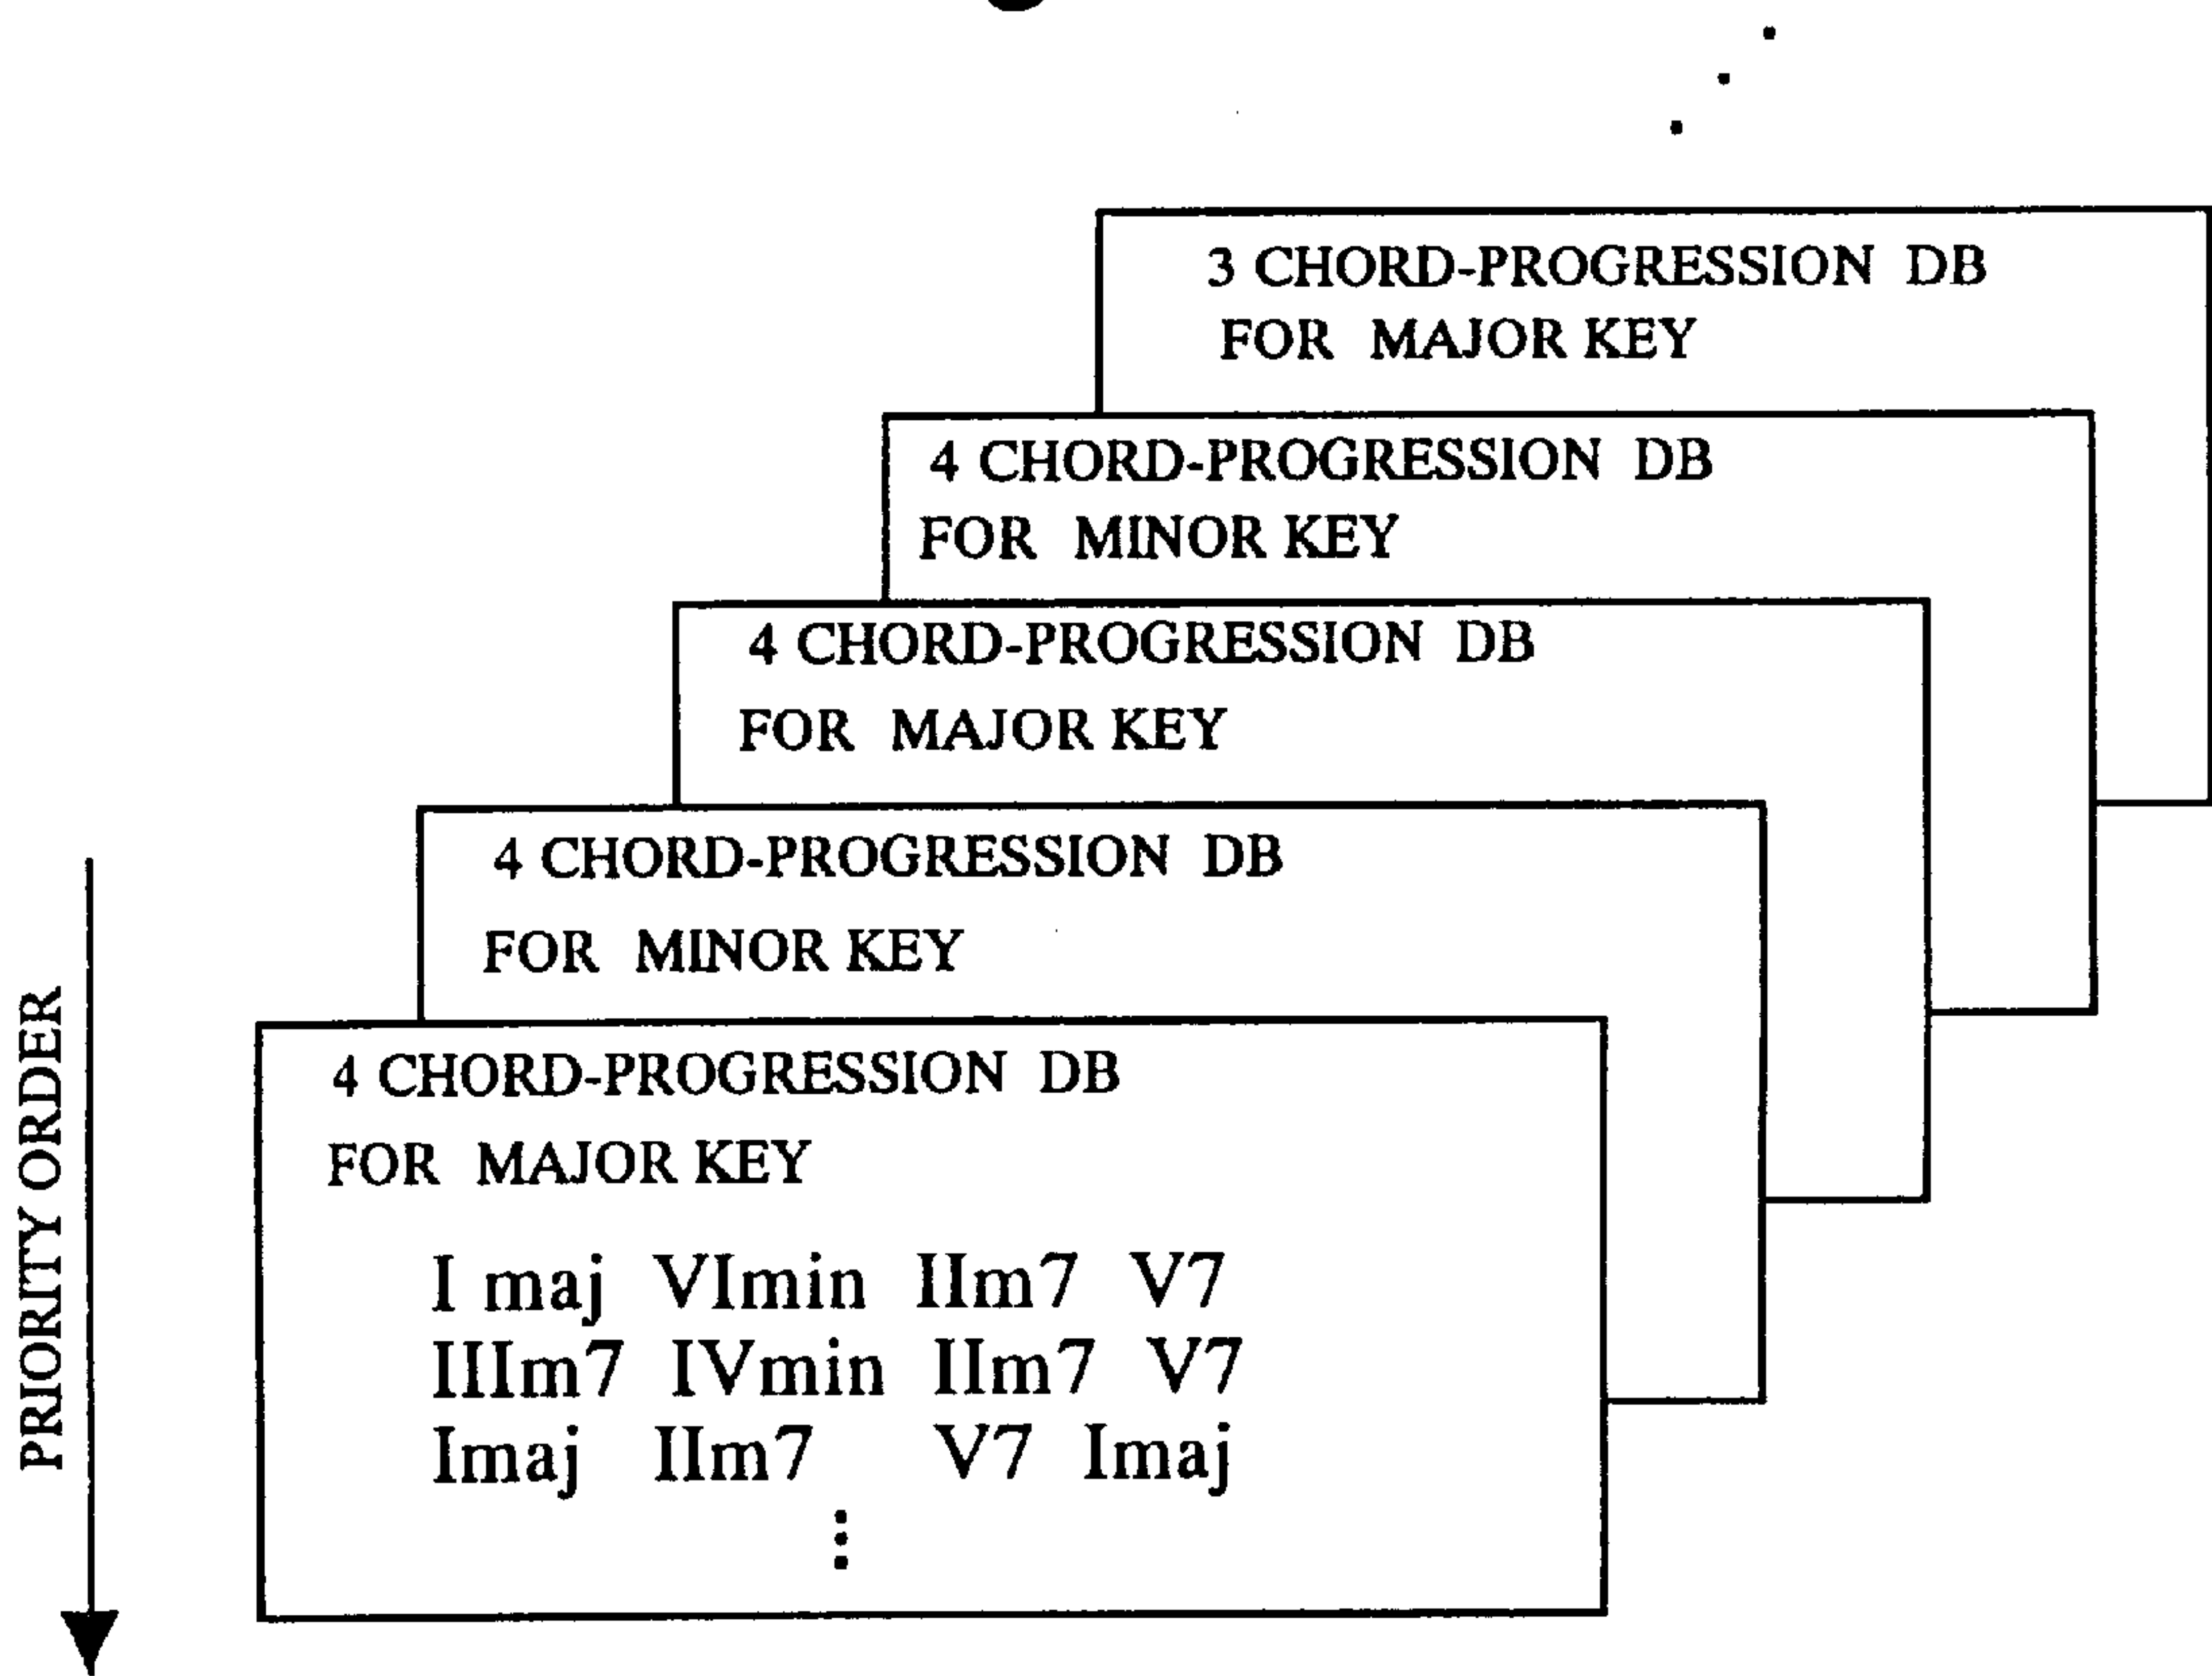 3 CHORD-PROGRESSION DB
FOR MAJOR KEY
4 CHORD-PROGRESSION DB
FOR MINOR KEY
4 CHORD-PROGRESSION DB
FOR MAJOR KEY
4 CHORD-PROGRESSION DB
FOR MINOR KEY
4 CHORD-PROGRESSION DB
FOR MAJOR KEY
I maj VImin IIm7 V7
IIIm7 IVmin IIm7 V7
Imaj IIm7 V7 Imaj
PRIORITY ORDER